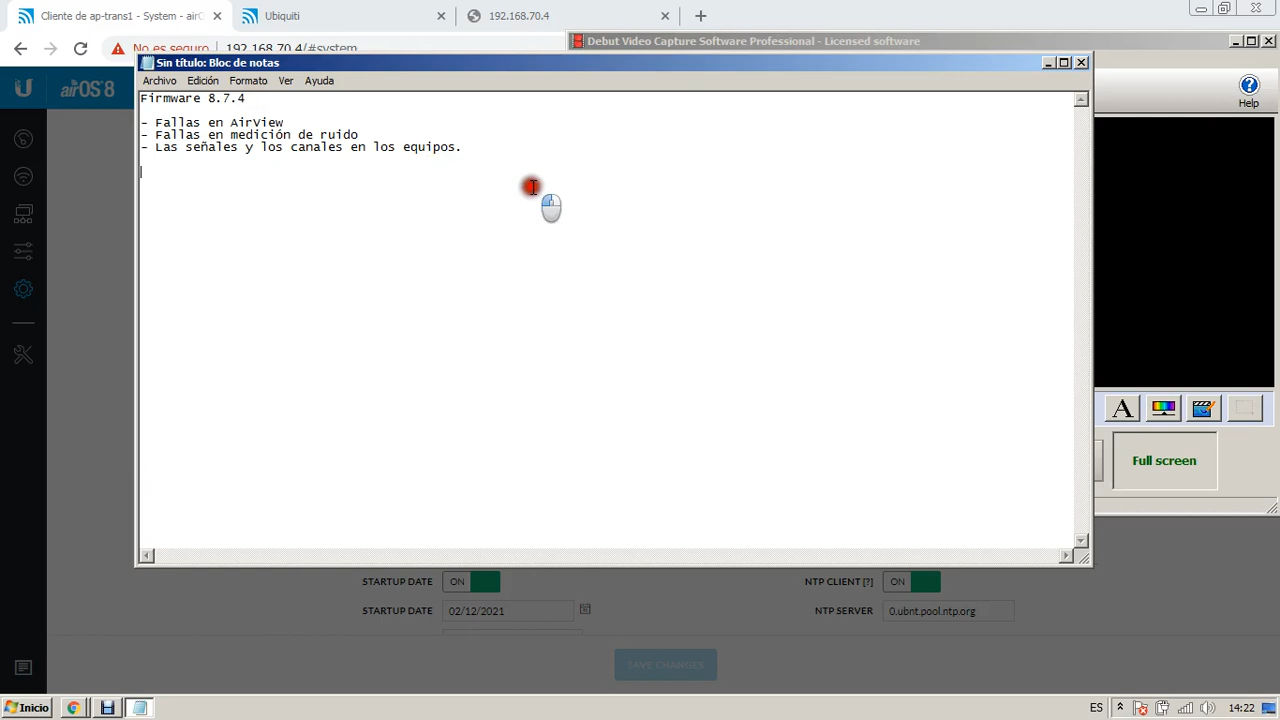 Cliente de ap-trans1 - System - airO
Ubiquiti
192.168.70.4
No es seguro
192.168.70.4/#system
Debut Video Capture Software Professional - Licensed software
airOS 8
Sin título: Bloc de notas
Archivo Edición Formato Ver Ayuda
Help
Firmware 8.7.4
- Fallas en AirView
- Fallas en medición de ruido
- Las señales y los canales en los equipos.
Full screen
STARTUP DATE ON
NTP CLIENT [?] ON
STARTUP DATE 02/12/2021
NTP SERVER 0.ubnt.pool.ntp.org
SAVE CHANGES
Inicio
ES
14:22